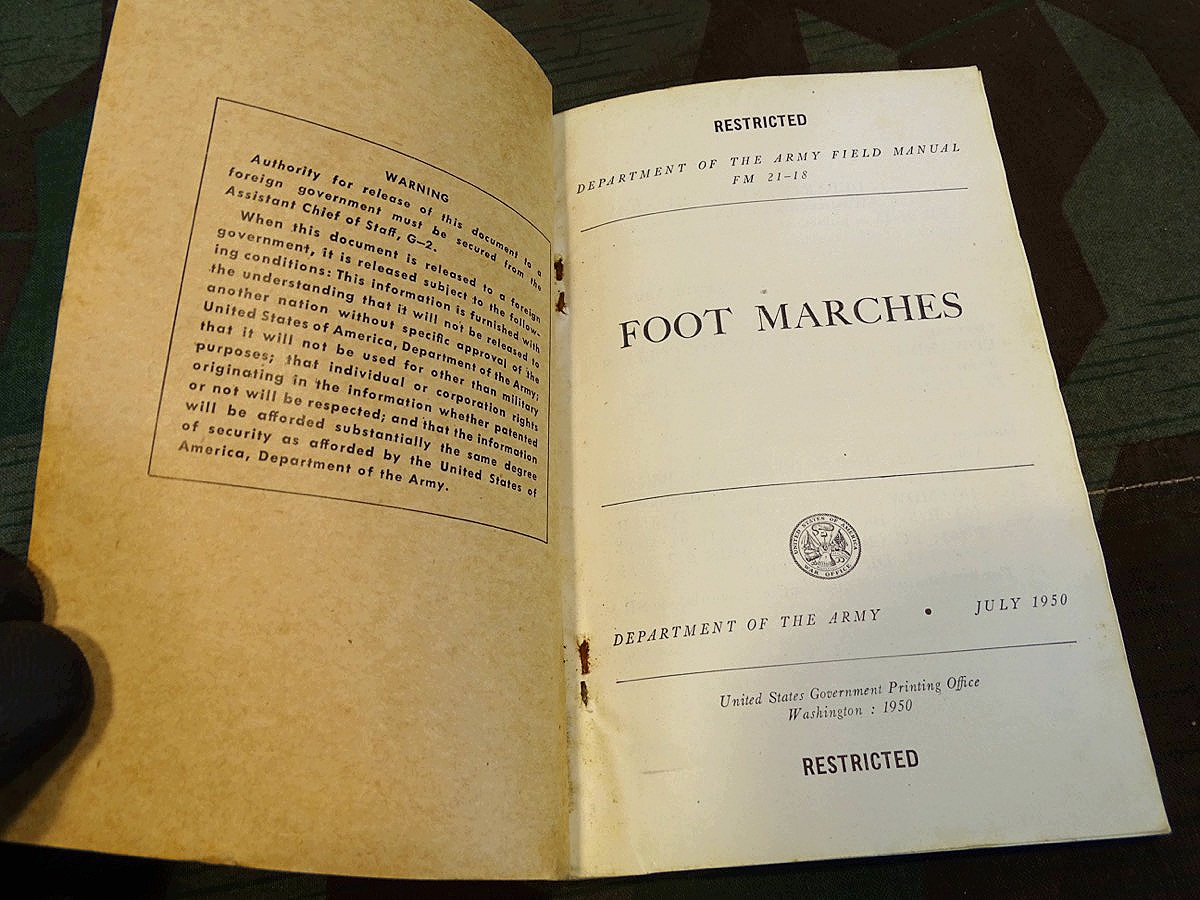 WARNING
Authority for release of this document to a
foreign government must be secured from the
Assistant Chief of Staff, G-2.
When this document is released to a foreign
government, it is released subject to the follow-
ing conditions: This information is furnished with
the understanding that it will not be released to
another nation without specific approval of the
United States of America, Department of the Army;
that it will not be used for other than military
purposes; that individual or corporation rights
originating in the information whether patented
or not will be respected; and that the information
will be afforded substantially the same degree
of security as afforded by the United States of
America, Department of the Army.
RESTRICTED
DEPARTMENT OF THE ARMY FIELD MANUAL
FM 21-18
FOOT MARCHES
UNITED STATES OF AMERICA
WAR OFFICE
DEPARTMENT OF THE ARMY • JULY 1950
United States Government Printing Office
Washington : 1950
RESTRICTED